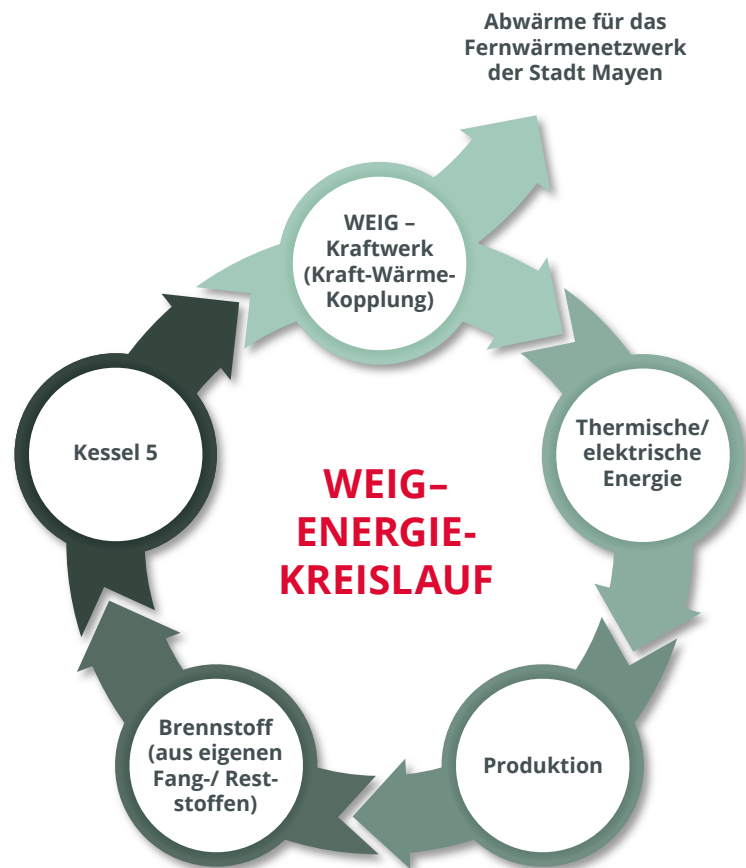 Abwärme für das
Fernwärmenetzwerk
der Stadt Mayen
WEIG –
Kraftwerk
(Kraft-Wärme-
Kopplung)
Thermische/
elektrische
Energie
Produktion
Brennstoff
(aus eigenen
Fang-/ Rest-
stoffen)
Kessel 5
WEIG–
ENERGIE-
KREISLAUF